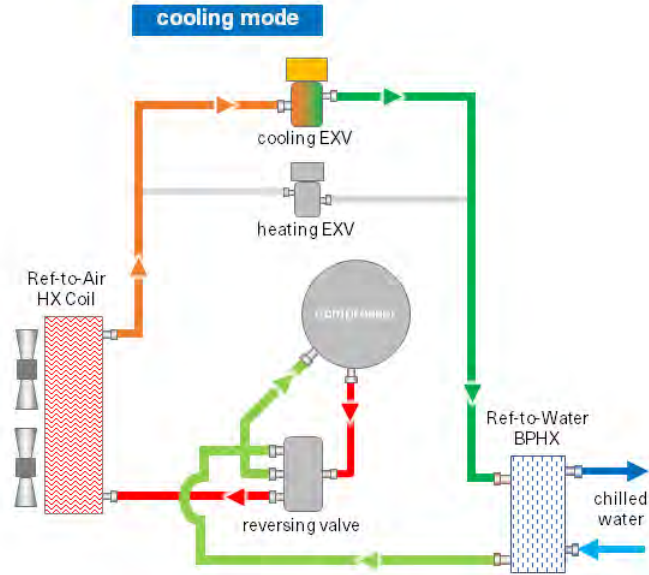 cooling mode
cooling EXV
heating EXV
Ref-to-Air
HX Coil
compressor
Ref-to-Water
BPHX
chilled
water
reversing valve